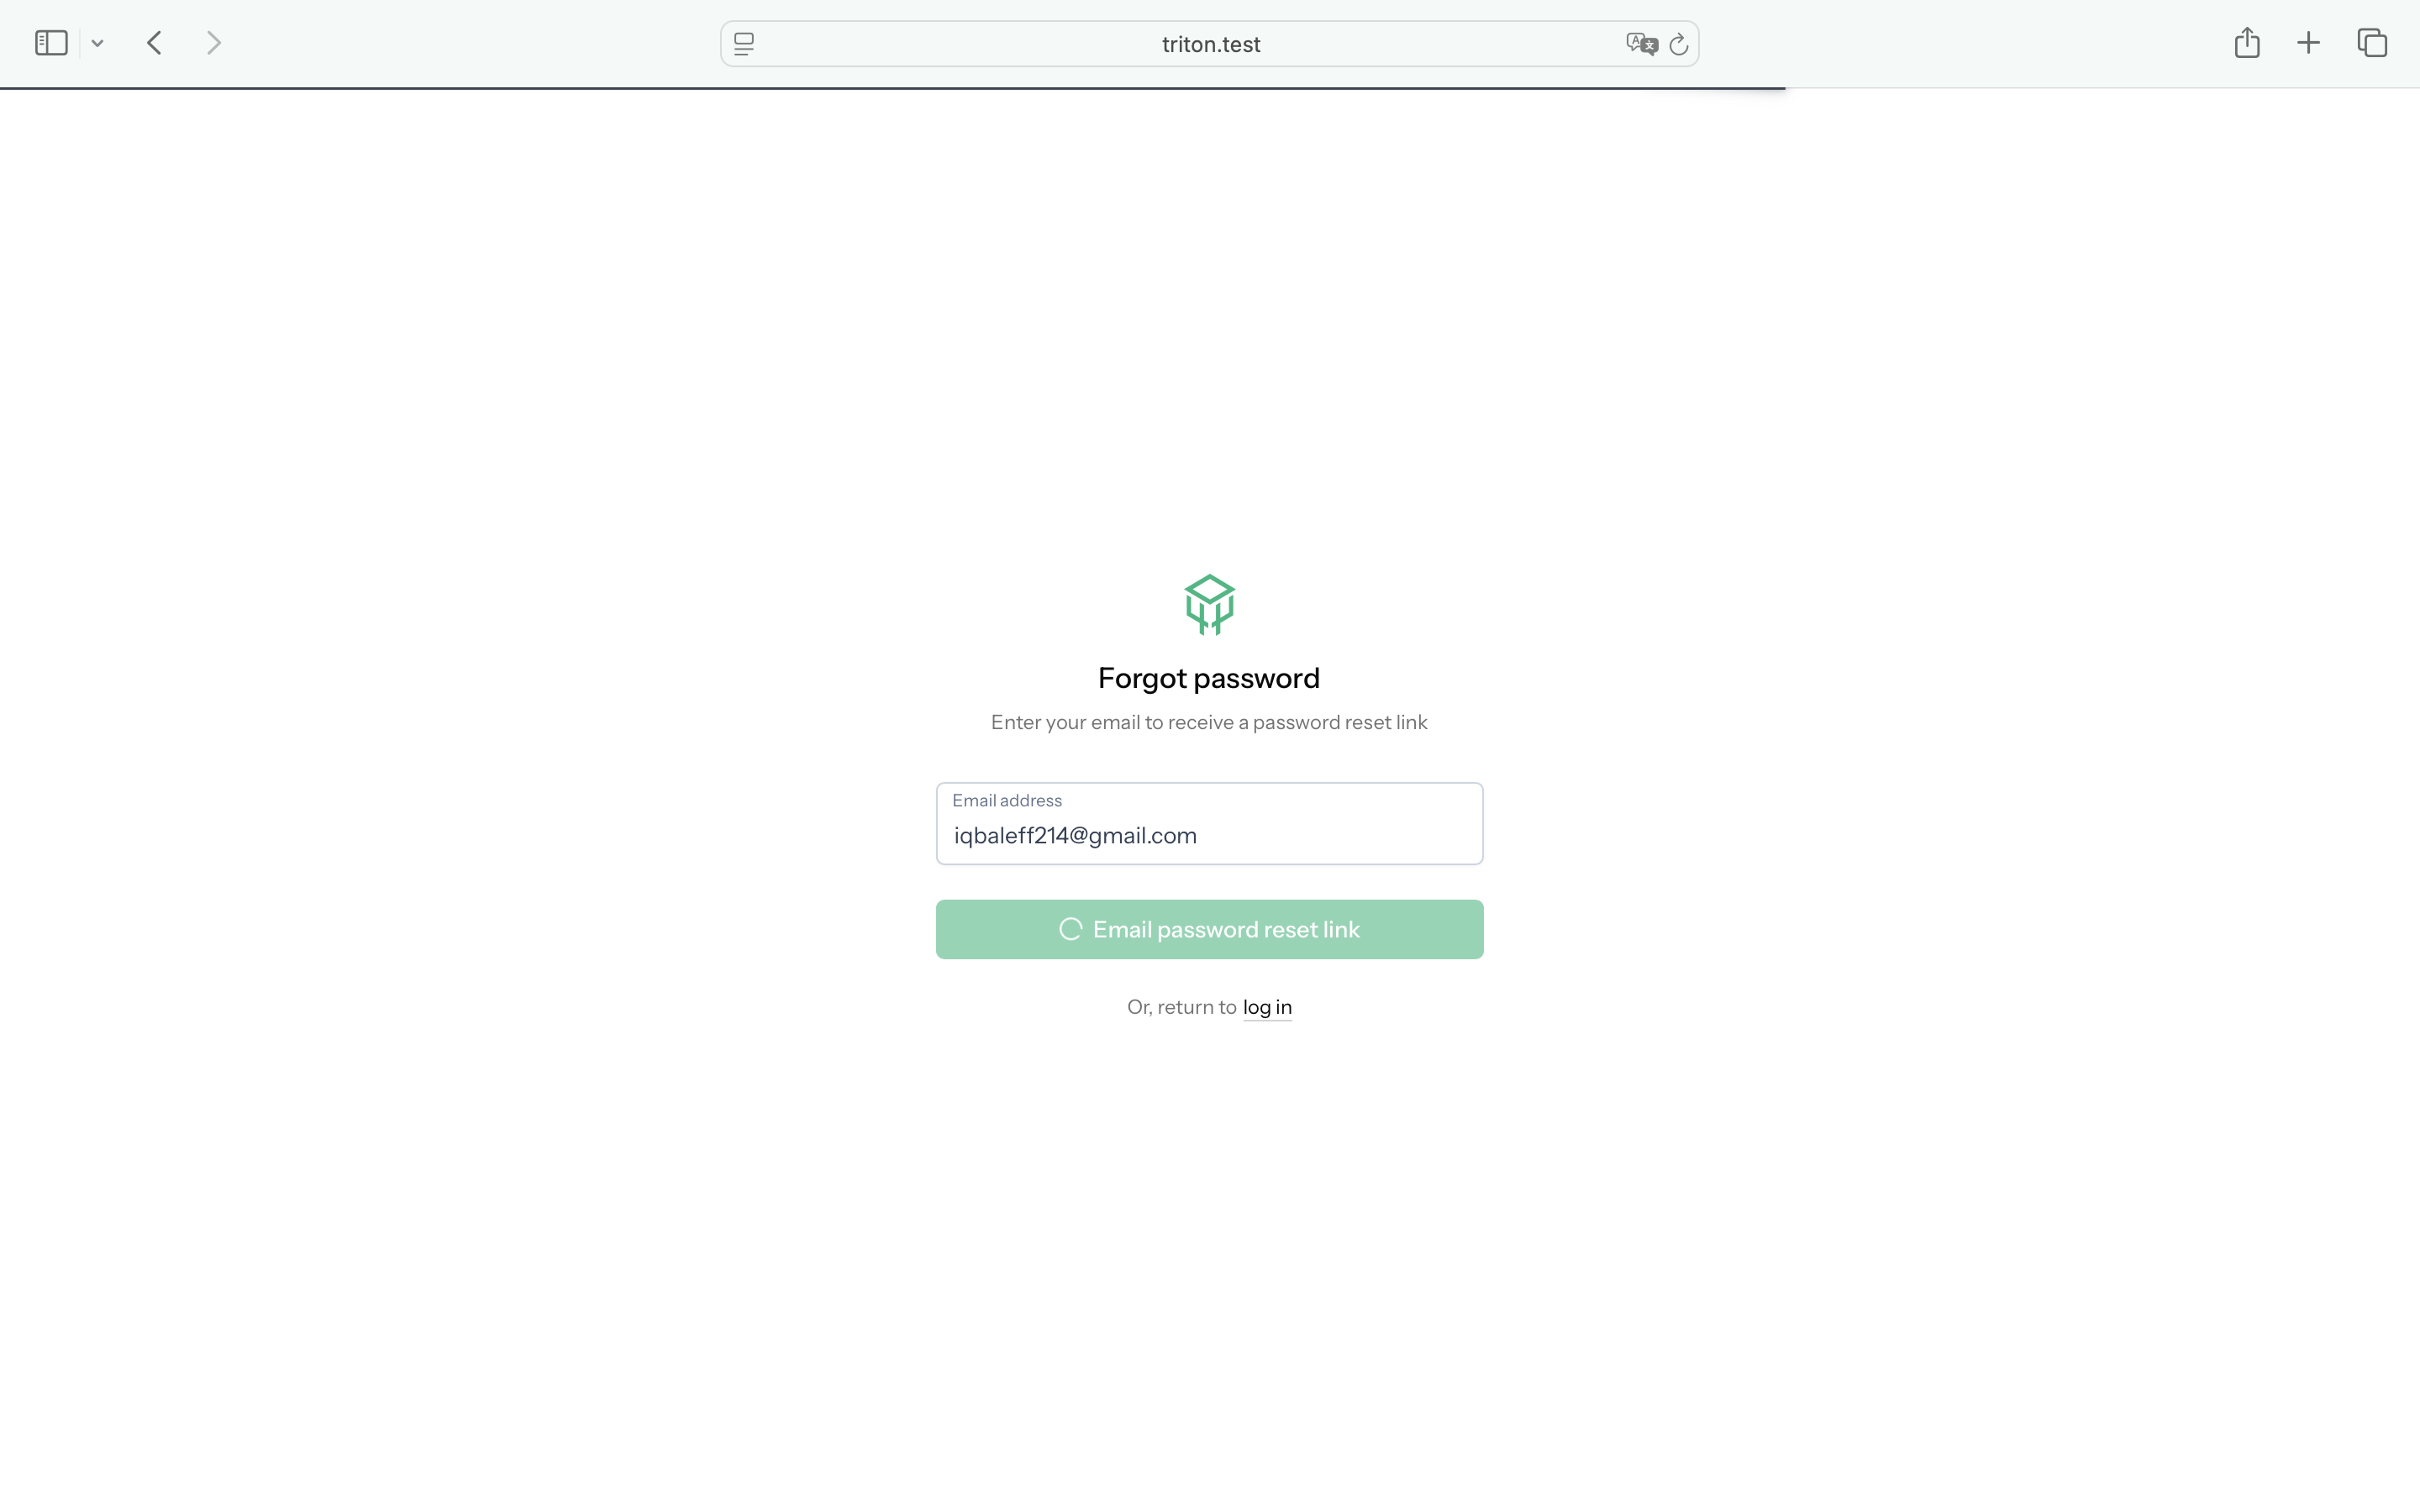 triton.test
Forgot password
Enter your email to receive a password reset link
Email address
iqbaleff214@gmail.com
Email password reset link
Or, return to log in